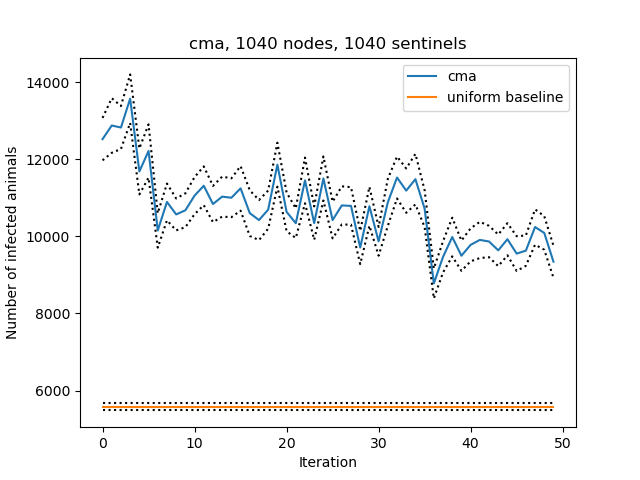 cma, 1040 nodes, 1040 sentinels
cma
uniform baseline
Number of infected animals
14000
12000
10000
8000
6000
0 10 20 30 40 50
Iteration